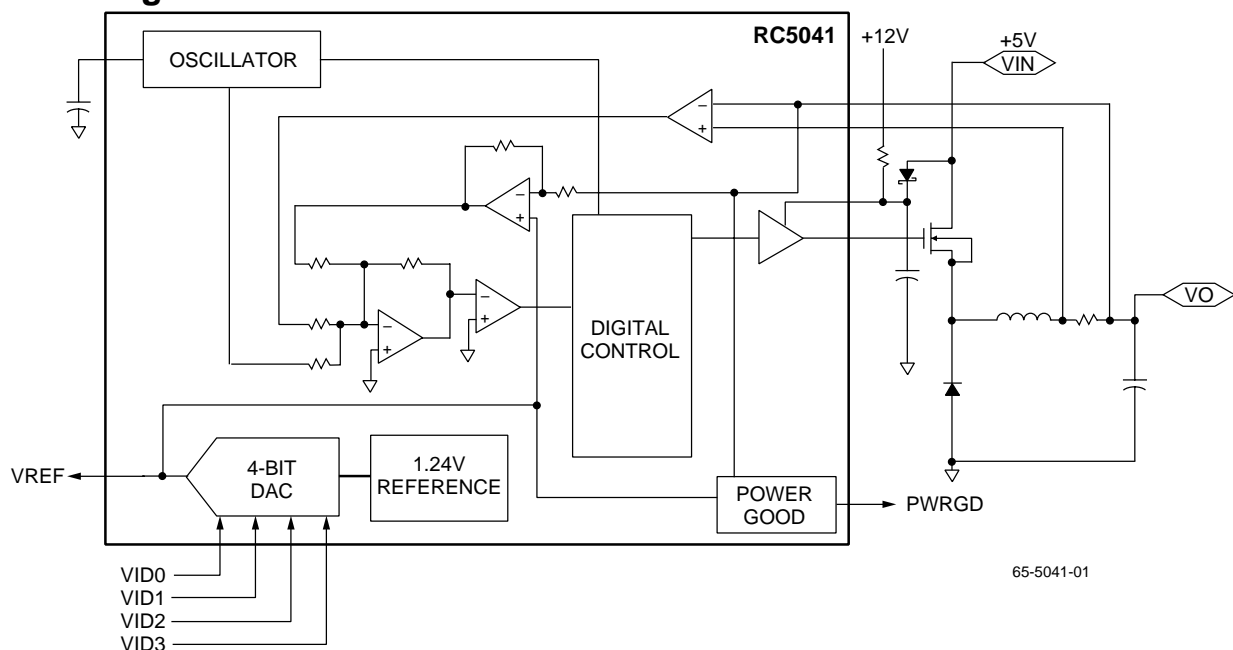 RC5041
+12V
+5V
VIN
OSCILLATOR
−
+
−
+
−
+
−
+
DIGITAL
CONTROL
VO
VREF
4-BIT
DAC
1.24V
REFERENCE
POWER
GOOD
PWRGD
VID0
VID1
VID2
VID3
65-5041-01